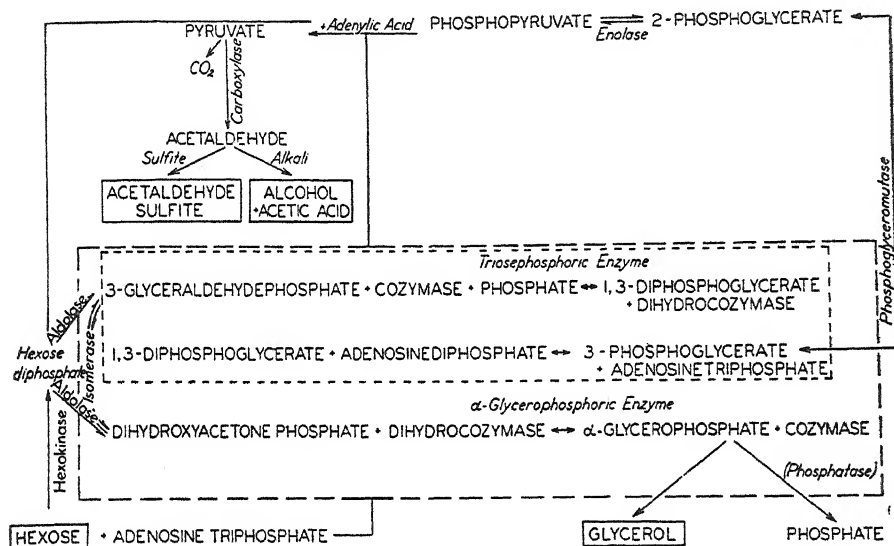 PYRUVATE
+Adenylic Acid
PHOSPHOPYRUVATE
Enolase
2-PHOSPHOGLYCERATE
CO₂
Carboxylase
ACETALDEHYDE
Sulfite
Alkali
ACETALDEHYDE
SULFITE
ALCOHOL
+ACETIC ACID
Phosphoglyceromulase
Triosephosphoric Enzyme
3-GLYCERALDEHYDEPHOSPHATE + COZYMASE + PHOSPHATE ↔ 1,3-DIPHOSPHOGLYCERATE
+ DIHYDROCOZYMASE
Aldolase
Isomerase
Hexose
diphosphate
Aldolase
1,3-DIPHOSPHOGLYCERATE + ADENOSINEDIPHOSPHATE ↔ 3-PHOSPHOGLYCERATE
+ ADENOSINETRIPHOSPHATE
α-Glycerophosphoric Enzyme
DIHYDROXYACETONE PHOSPHATE + DIHYDROCOZYMASE ↔ α-GLYCEROPHOSPHATE + COZYMASE
Hexokinase
(Phosphatase)
HEXOSE + ADENOSINE TRIPHOSPHATE
GLYCEROL
PHOSPHATE